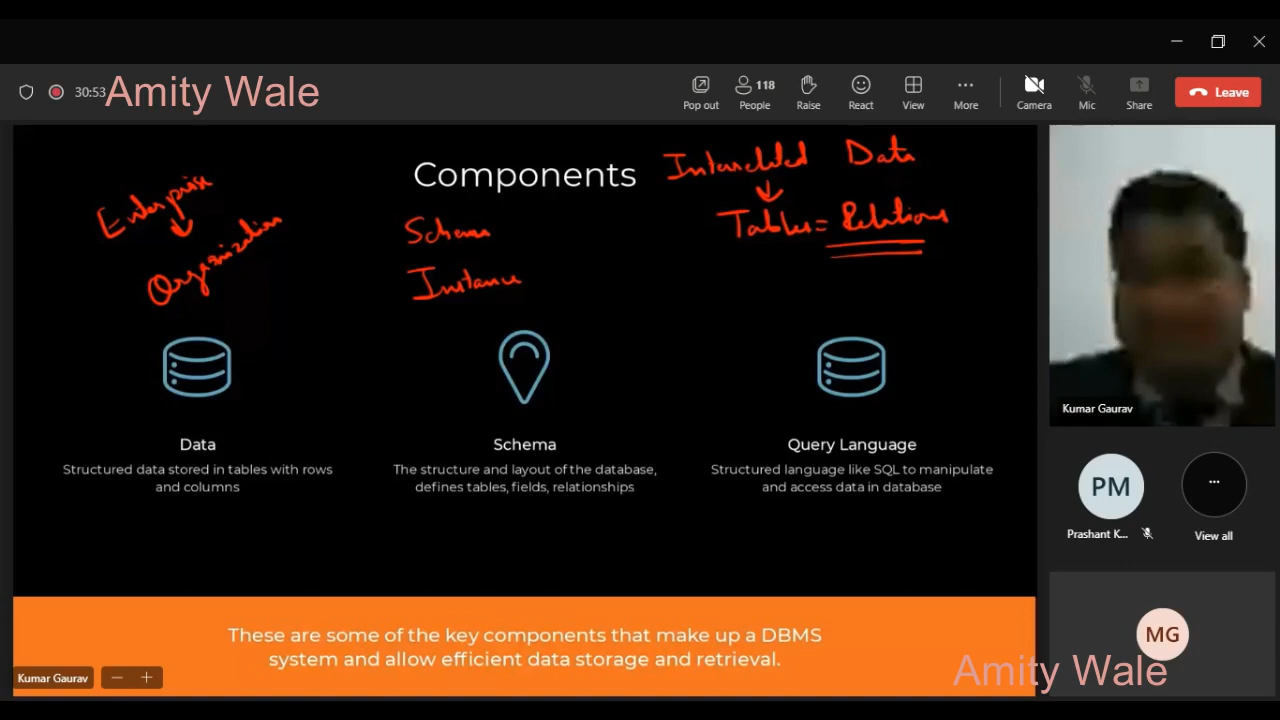 30:53
Amity Wale
Pop out
118
People
Raise
React
View
More
Camera
Mic
Share
Leave
Components
Enterprise
Organization
Schema
Instance
Interrelated Data
Tables = Relations
Data
Structured data stored in tables with rows
and columns
Schema
The structure and layout of the database,
defines tables, fields, relationships
Query Language
Structured language like SQL to manipulate
and access data in database
These are some of the key components that make up a DBMS
system and allow efficient data storage and retrieval.
Kumar Gaurav
Kumar Gaurav
PM
Prashant K...
...
View all
MG
Amity Wale